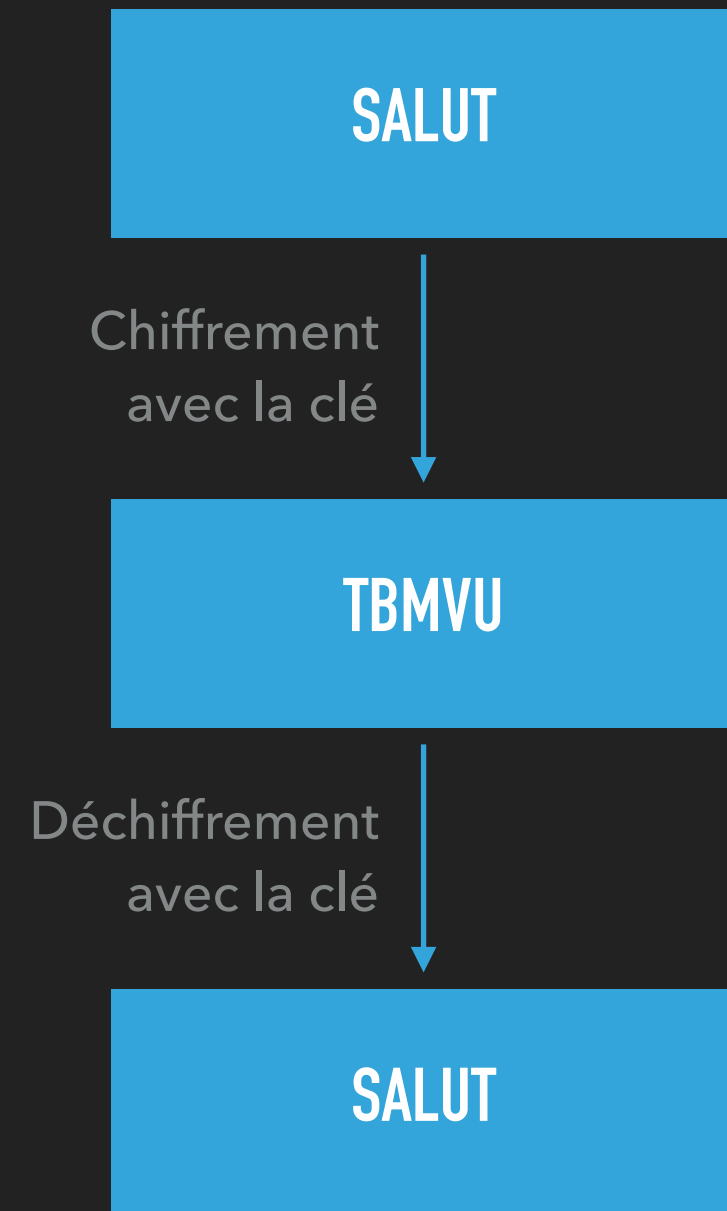 SALUT
Chiffrement
avec la clé
TBMVU
Déchiffrement
avec la clé
SALUT